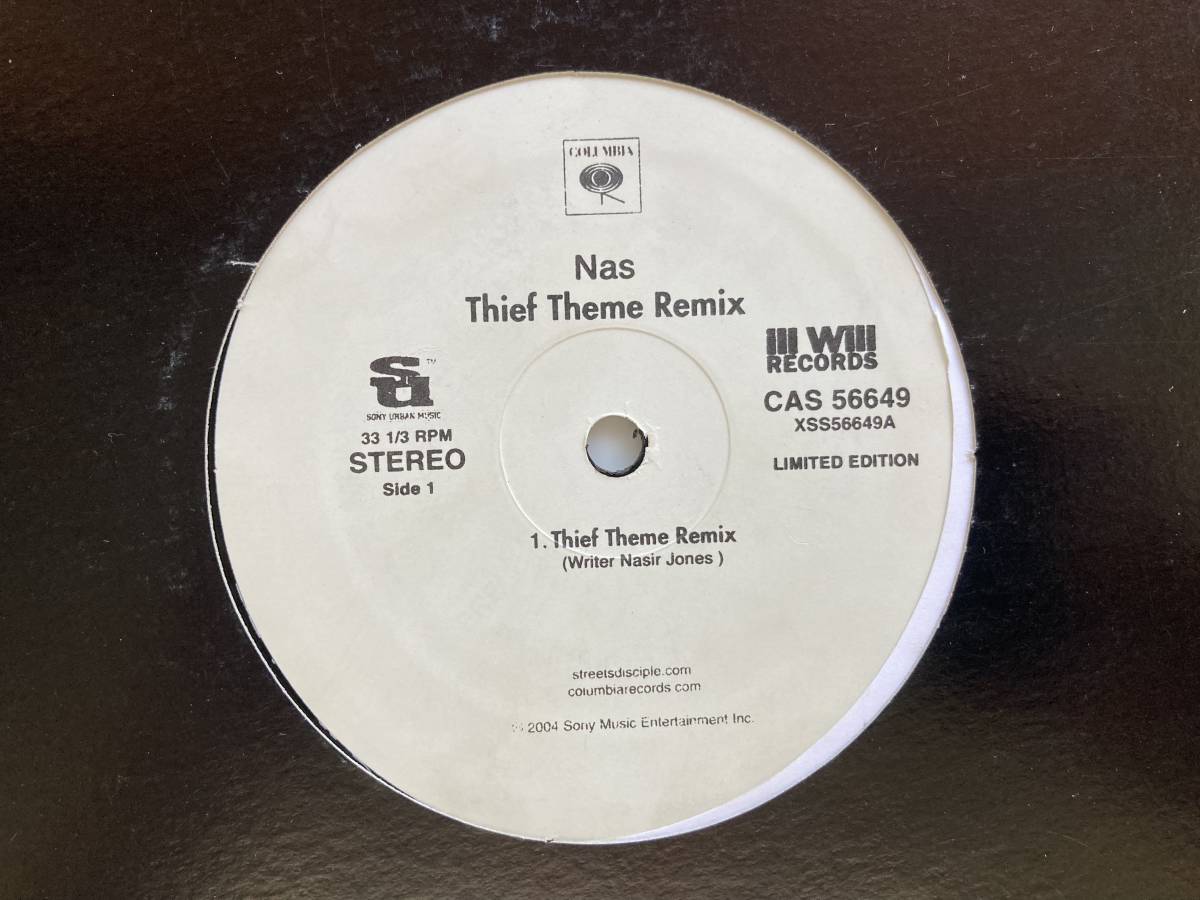 COLUMBIA
Nas
Thief Theme Remix
su™
SONY URBAN MUSIC
33 1/3 RPM
STEREO
Side 1
Ill Will
RECORDS
CAS 56649
XSS56649A
LIMITED EDITION
1. Thief Theme Remix
(Writer Nasir Jones )
streetsdisciple.com
columbiarecords com
2004 Sony Music Entertainment Inc.